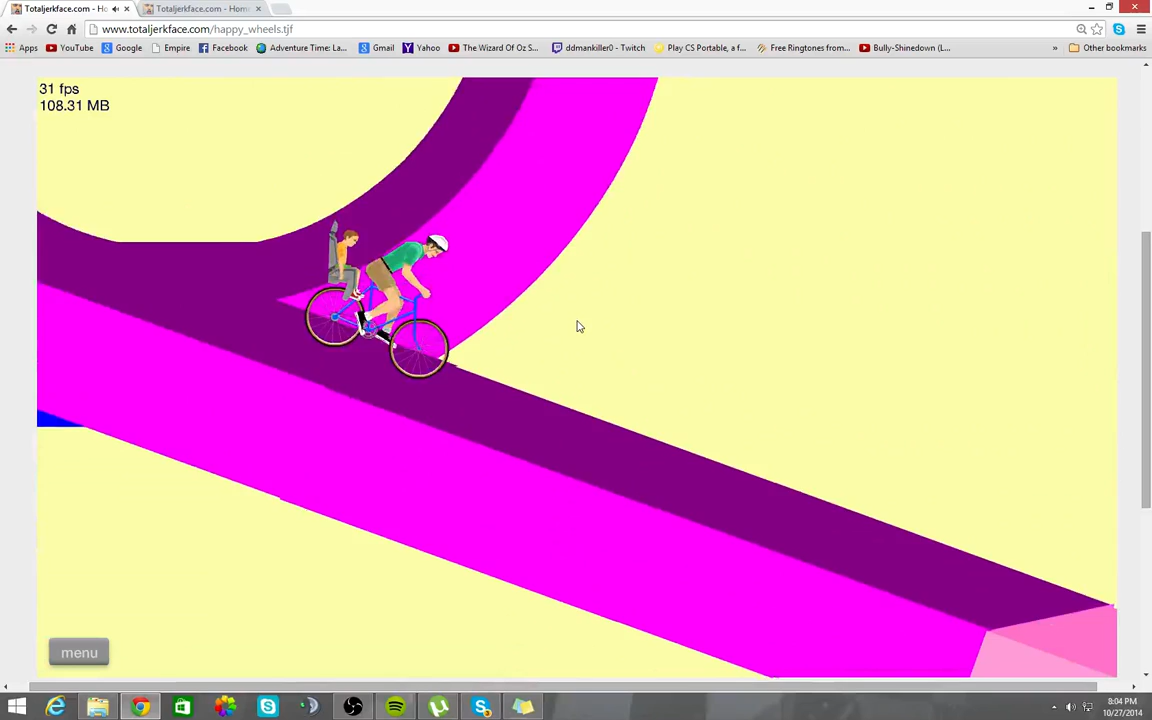 Totaljerkface.com - H
Totaljerkface.com - Hom
www.totaljerkface.com/happy_wheels.tjf
Apps YouTube Google Empire Facebook Adventure Time: La... Gmail Yahoo The Wizard Of Oz S... ddmankiller0 - Twitch Play CS Portable, a f... Free Ringtones from... Bully-Shinedown (L... » Other bookmarks
31 fps
108.31 MB
menu
8:04 PM
10/27/2014